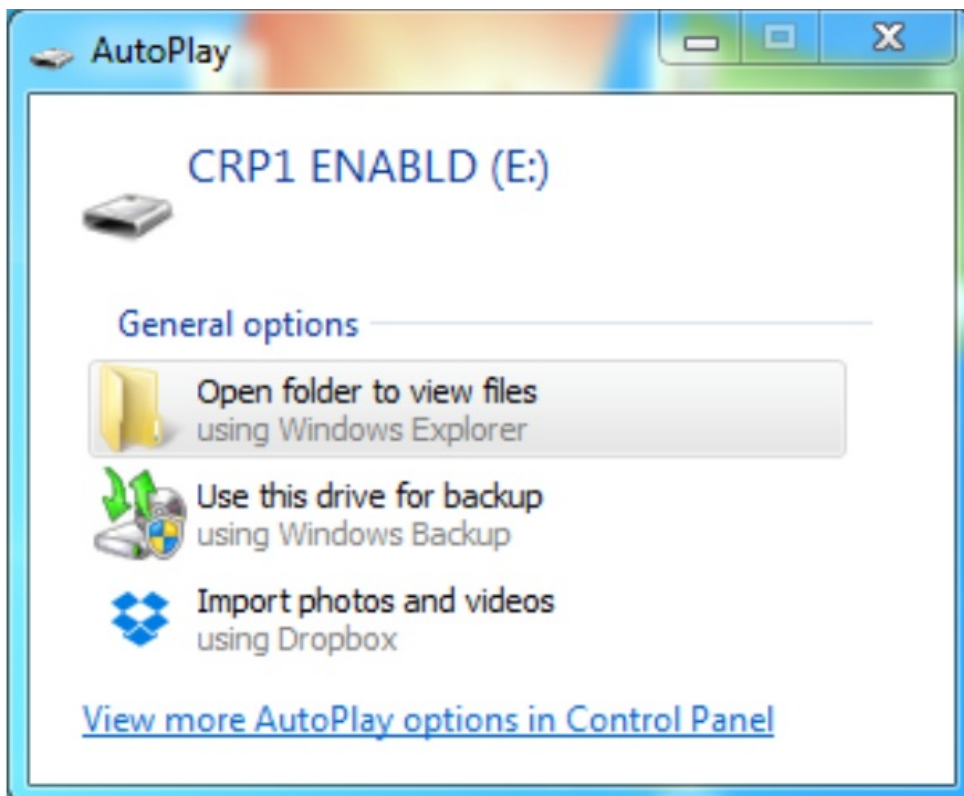 AutoPlay
CRP1 ENABLD (E:)
General options
Open folder to view files
using Windows Explorer
Use this drive for backup
using Windows Backup
Import photos and videos
using Dropbox
View more AutoPlay options in Control Panel